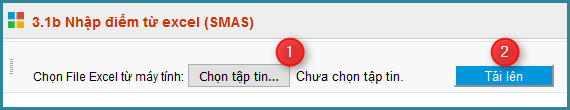 3.1b Nhập điểm từ excel (SMAS)
1 2
Chọn File Excel từ máy tính: Chọn tập tin... Chưa chọn tập tin. Tải lên